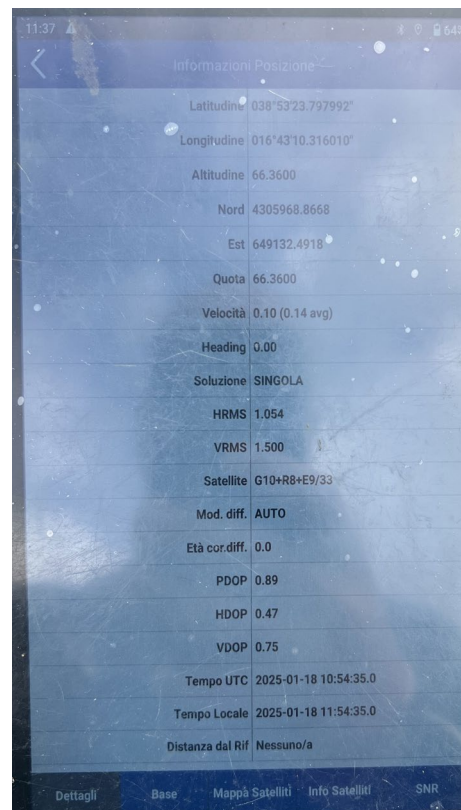 11:37
Informazioni Posizione
Latitudine 038°53'23.797992"
Longitudine 016°43'10.316010"
Altitudine 66.3600
Nord 4305968.8668
Est 649132.4918
Quota 66.3600
Velocità 0.10 (0.14 avg)
Heading 0.00
Soluzione SINGOLA
HRMS 1.054
VRMS 1.500
Satellite G10+R8+E9/33
Mod. diff. AUTO
Età cor.diff. 0.0
PDOP 0.89
HDOP 0.47
VDOP 0.75
Tempo UTC 2025-01-18 10:54:35.0
Tempo Locale 2025-01-18 11:54:35.0
Distanza dal Rif Nessuno/a
Dettagli Base Mappa Satelliti Info Satelliti SNR